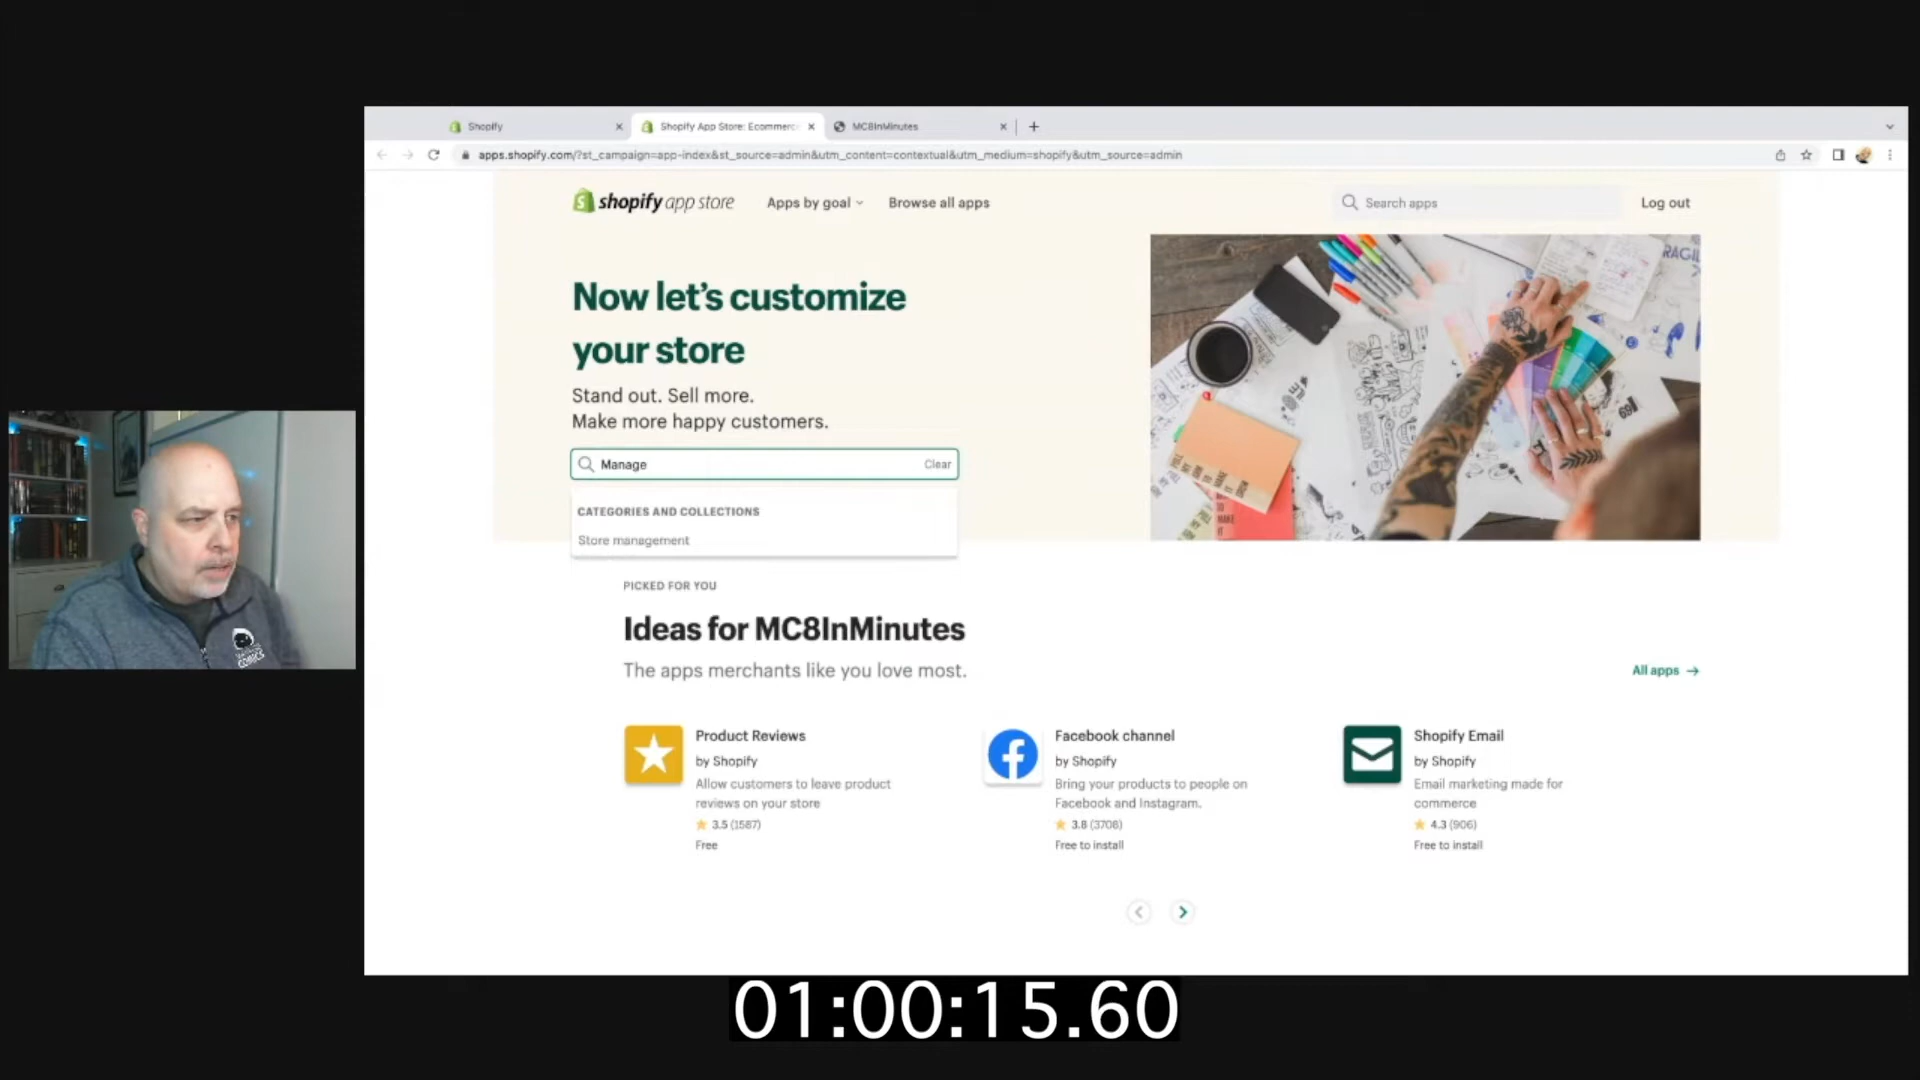 Shopify
Shopify App Store: Ecommerc
MC8InMinutes
apps.shopify.com/?st_campaign=app-index&st_source=admin&utm_content=contextual&utm_medium=shopify&utm_source=admin
shopify app store
Apps by goal
Browse all apps
Search apps
Log out
Now let's customize
your store
Stand out. Sell more.
Make more happy customers.
Manage
Clear
CATEGORIES AND COLLECTIONS
Store management
PICKED FOR YOU
Ideas for MC8InMinutes
The apps merchants like you love most.
All apps →
Product Reviews
by Shopify
Allow customers to leave product
reviews on your store
3.5 (1587)
Free
Facebook channel
by Shopify
Bring your products to people on
Facebook and Instagram.
3.8 (3708)
Free to install
Shopify Email
by Shopify
Email marketing made for
commerce
4.3 (906)
Free to install
COMICS
01:00:15.60